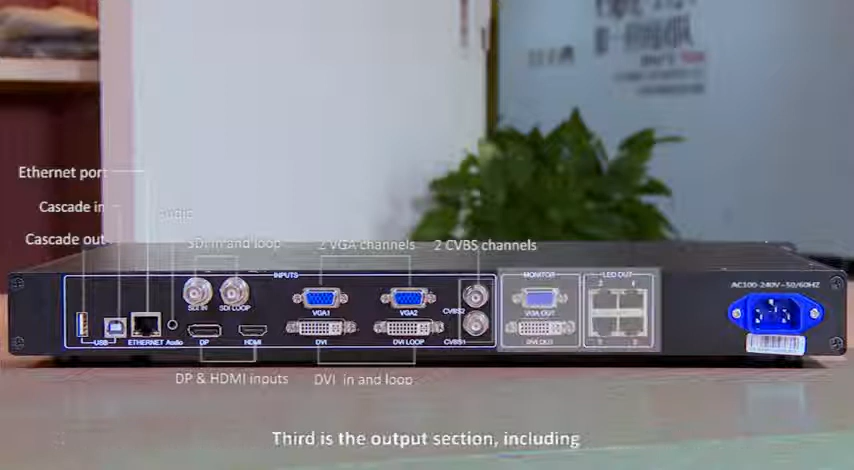 Ethernet port
Cascade in
Audio
Cascade out
SDI in and loop
2 VGA channels
2 CVBS channels
INPUTS
MONITOR
LED OUT
AC100-240V~50/60HZ
SDI IN
SDI LOOP
VGA1
VGA2
CVBS2
VGA OUT
USB
ETHERNET
Audio
DP
HDMI
DVI
DVI LOOP
CVBS1
DVI OUT
DP & HDMI inputs
DVI in and loop
Third is the output section, including